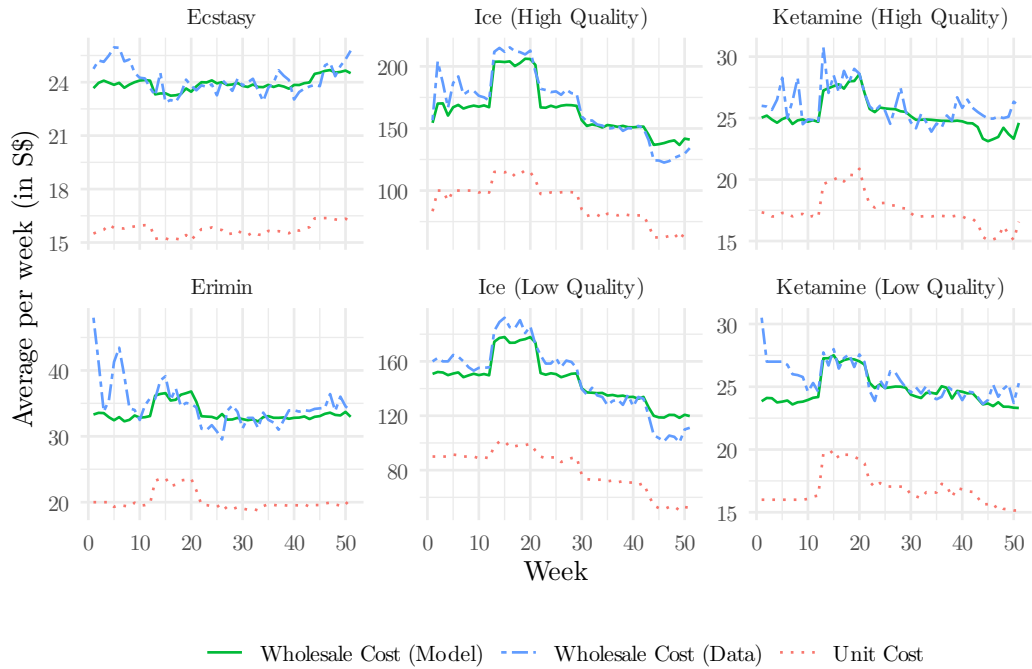 Ecstasy
Ice (High Quality)
Ketamine (High Quality)
24
21
18
15
200
150
100
30
25
20
15
Erimin
Ice (Low Quality)
Ketamine (Low Quality)
40
30
20
160
120
80
30
25
20
15
0 10 20 30 40 50
0 10 20 30 40 50
0 10 20 30 40 50
Average per week (in S$)
Week
Wholesale Cost (Model) Wholesale Cost (Data) Unit Cost